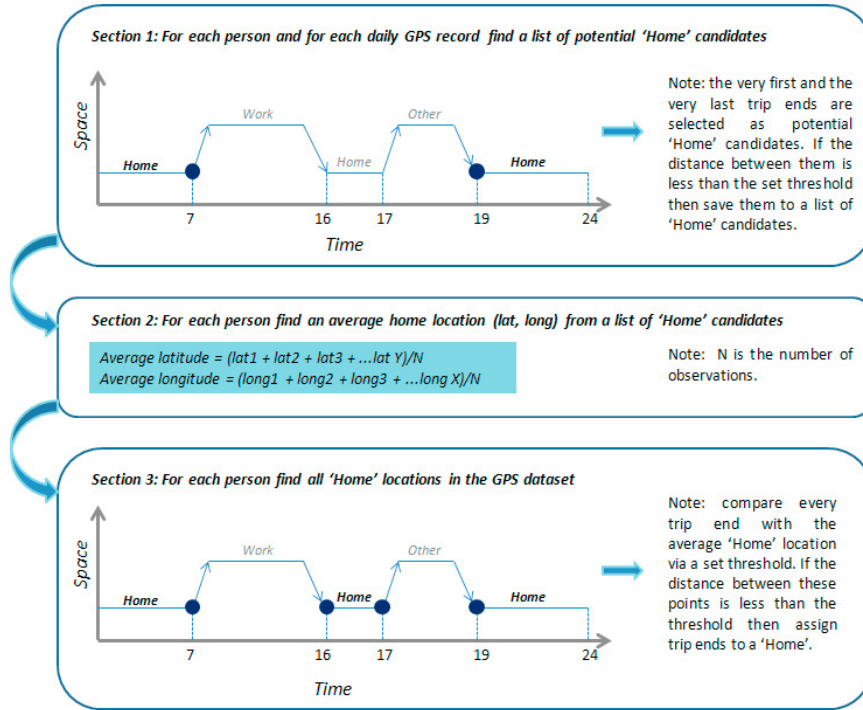 Section 1: For each person and for each daily GPS record find a list of potential ‘Home’ candidates
Space
Home
Work
Home
Other
Home
7
16
17
19
24
Time
Note: the very first and the
very last trip ends are
selected as potential
‘Home’ candidates. If the
distance between them is
less than the set threshold
then save them to a list of
‘Home’ candidates.
Section 2: For each person find an average home location (lat, long) from a list of ‘Home’ candidates
Average latitude = (lat1 + lat2 + lat3 + ...lat Y)/N
Average longitude = (long1 + long2 + long3 + ...long X)/N
Note: N is the number of
observations.
Section 3: For each person find all ‘Home’ locations in the GPS dataset
Space
Home
Work
Home
Other
Home
7
16
17
19
24
Time
Note: compare every
trip end with the
average ‘Home’ location
via a set threshold. If the
distance between these
points is less than the
threshold then assign
trip ends to a ‘Home’.